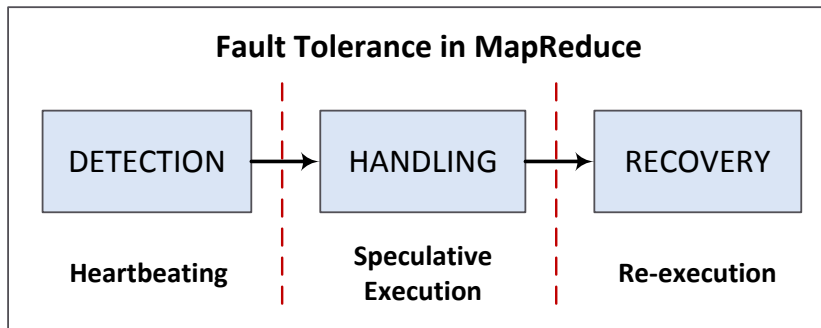 Fault Tolerance in MapReduce
DETECTION
HANDLING
RECOVERY
Heartbeating
Speculative
Execution
Re-execution